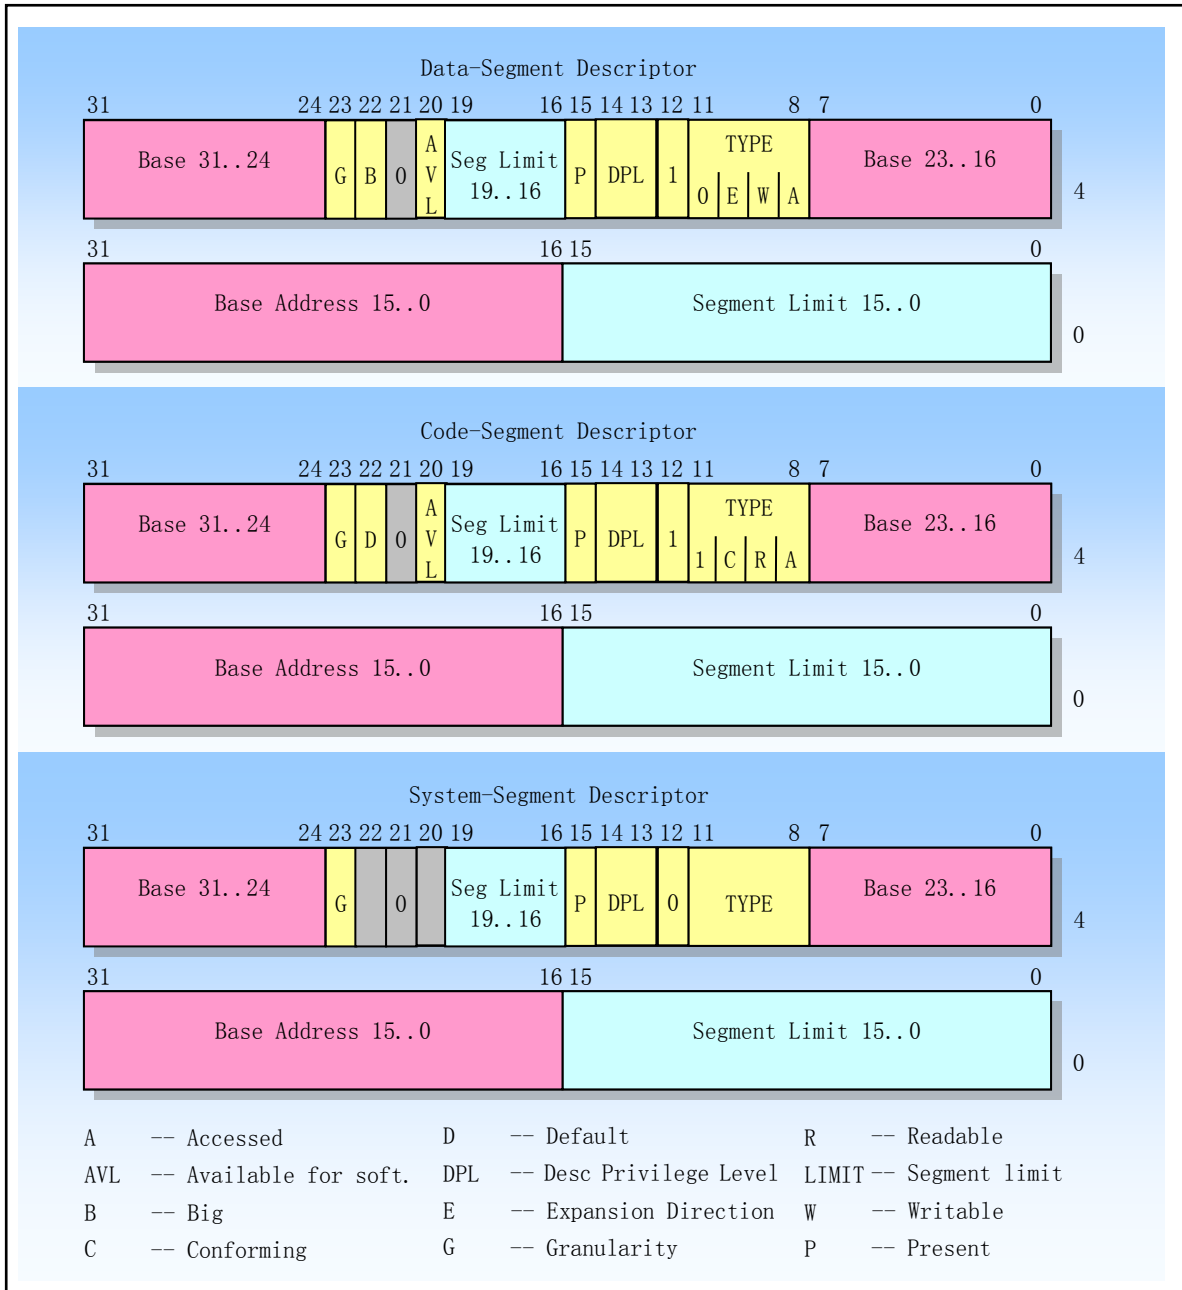 Data-Segment Descriptor
31 24 23 22 21 20 19 16 15 14 13 12 11 8 7 0
Base 31..24 G B 0 AVL Seg Limit 19..16 P DPL 1 TYPE 0 E W A Base 23..16 4
31 16 15 0
Base Address 15..0 Segment Limit 15..0 0
Code-Segment Descriptor
31 24 23 22 21 20 19 16 15 14 13 12 11 8 7 0
Base 31..24 G D 0 AVL Seg Limit 19..16 P DPL 1 TYPE 1 C R A Base 23..16 4
31 16 15 0
Base Address 15..0 Segment Limit 15..0 0
System-Segment Descriptor
31 24 23 22 21 20 19 16 15 14 13 12 11 8 7 0
Base 31..24 G 0 Seg Limit 19..16 P DPL 0 TYPE Base 23..16 4
31 16 15 0
Base Address 15..0 Segment Limit 15..0 0
A -- Accessed D -- Default R -- Readable
AVL -- Available for soft. DPL -- Desc Privilege Level LIMIT -- Segment limit
B -- Big E -- Expansion Direction W -- Writable
C -- Conforming G -- Granularity P -- Present